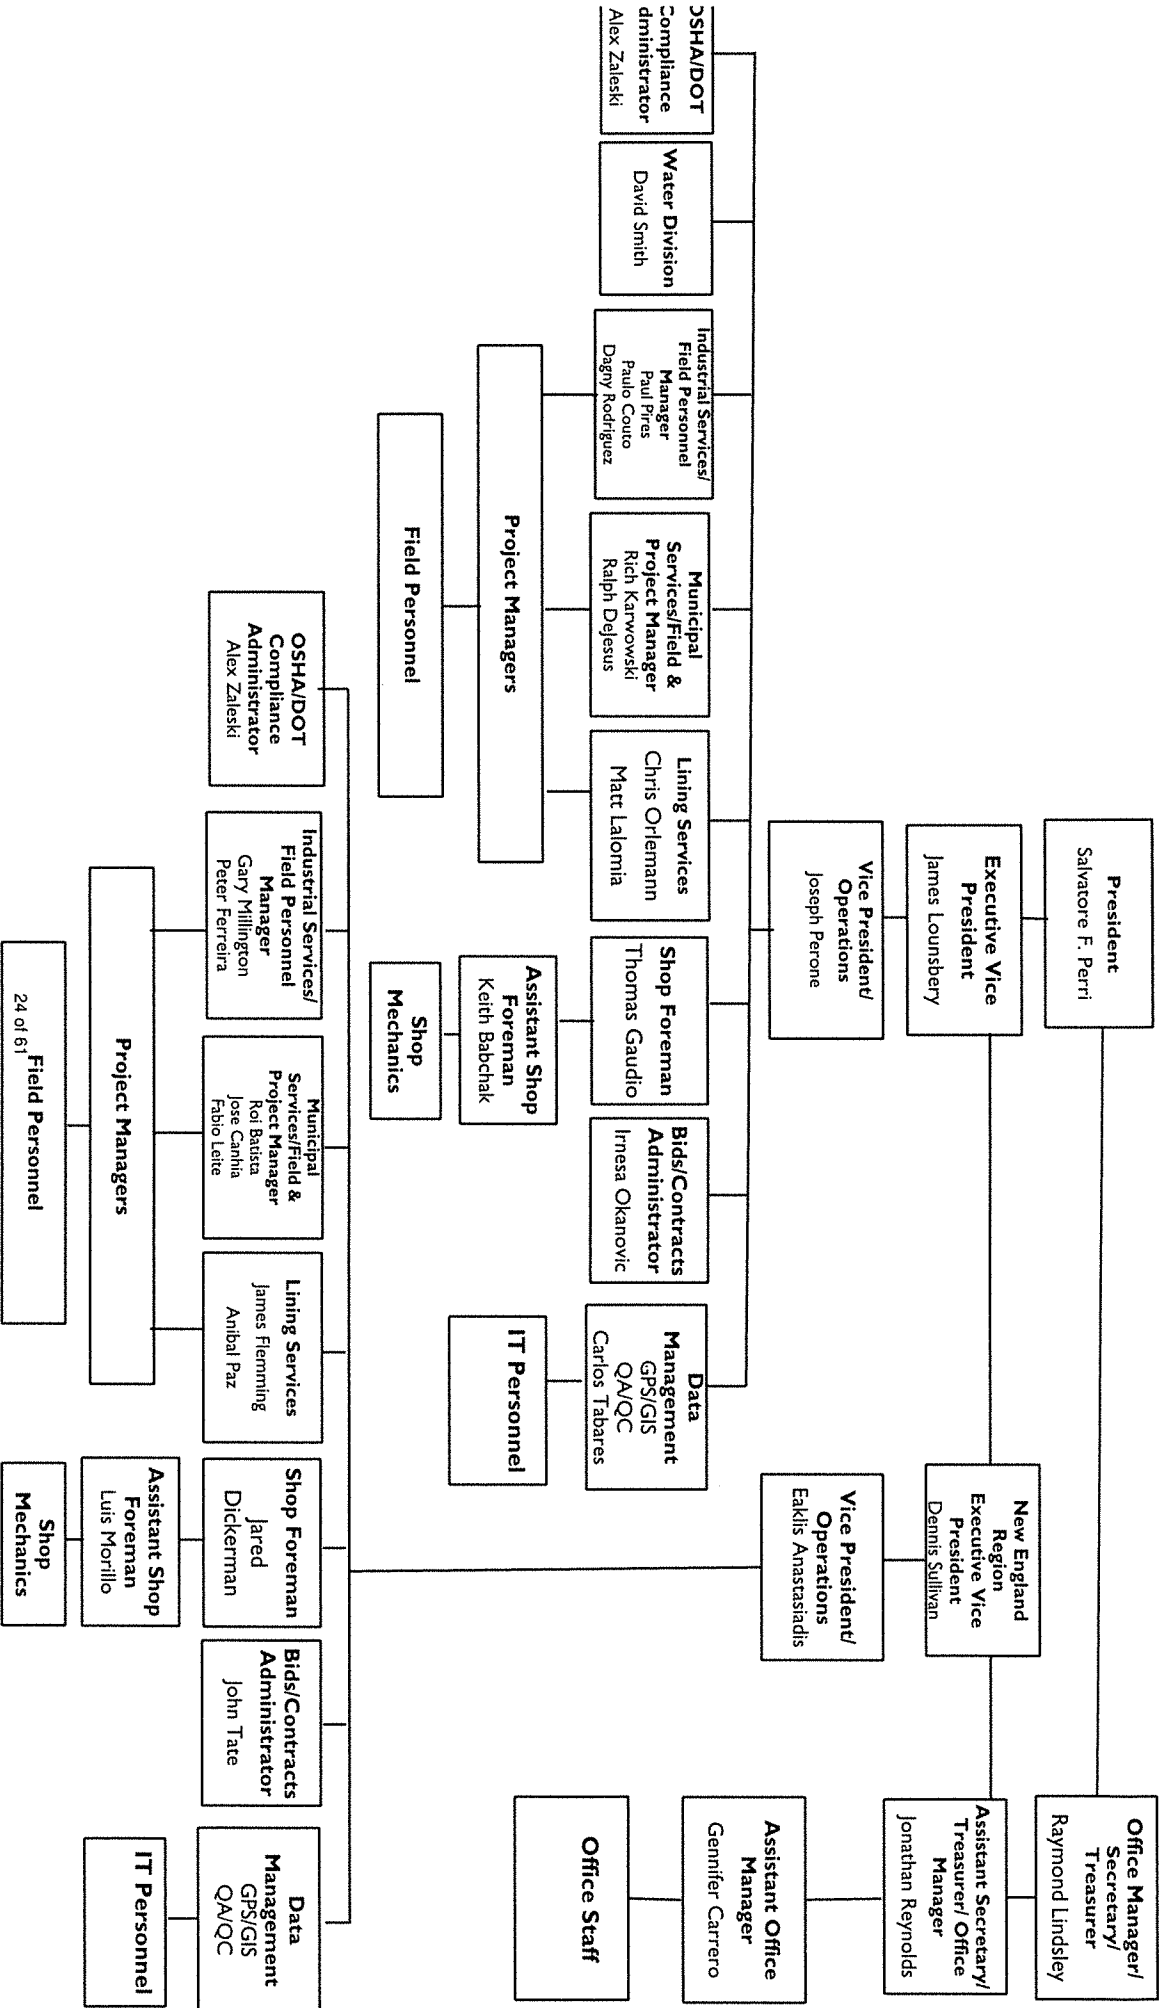 President
Salvatore F. Perri
Office Manager/
Secretary/
Treasurer
Raymond Lindsley
Executive Vice
President
James Lounsbery
New England
Region
Executive Vice
President
Dennis Sullivan
Assistant Secretary/
Treasurer/ Office
Manager
Jonathan Reynolds
Vice President/
Operations
Joseph Perone
Vice President/
Operations
Eaklis Anastasiadis
Assistant Office
Manager
Gennifer Carrero
Office Staff
OSHA/DOT
Compliance
dministrator
Alex Zaleski
Water Division
David Smith
Industrial Services/
Field Personnel
Manager
Paul Pires
Paulo Couto
Dagny Rodriguez
Municipal
Services/Field &
Project Manager
Rich Karwowski
Ralph DeJesus
Lining Services
Chris Orlemann
Matt Lalomia
Shop Foreman
Thomas Gaudio
Bids/Contracts
Administrator
Irnesa Okanovic
Data
Management
GPS/GIS
QA/QC
Carlos Tabares
Project Managers
Assistant Shop
Foreman
Keith Babchak
IT Personnel
Field Personnel
Shop
Mechanics
OSHA/DOT
Compliance
Administrator
Alex Zaleski
Industrial Services/
Field Personnel
Manager
Gary Millington
Peter Ferreira
Municipal
Services/Field &
Project Manager
Roi Batista
Jose Canhia
Fabio Leite
Lining Services
James Flemming
Anibal Paz
Shop Foreman
Jared
Dickerman
Bids/Contracts
Administrator
John Tate
Data
Management
GPS/GIS
QA/QC
Project Managers
Assistant Shop
Foreman
Luis Morillo
IT Personnel
Field Personnel
Shop
Mechanics
24 of 61